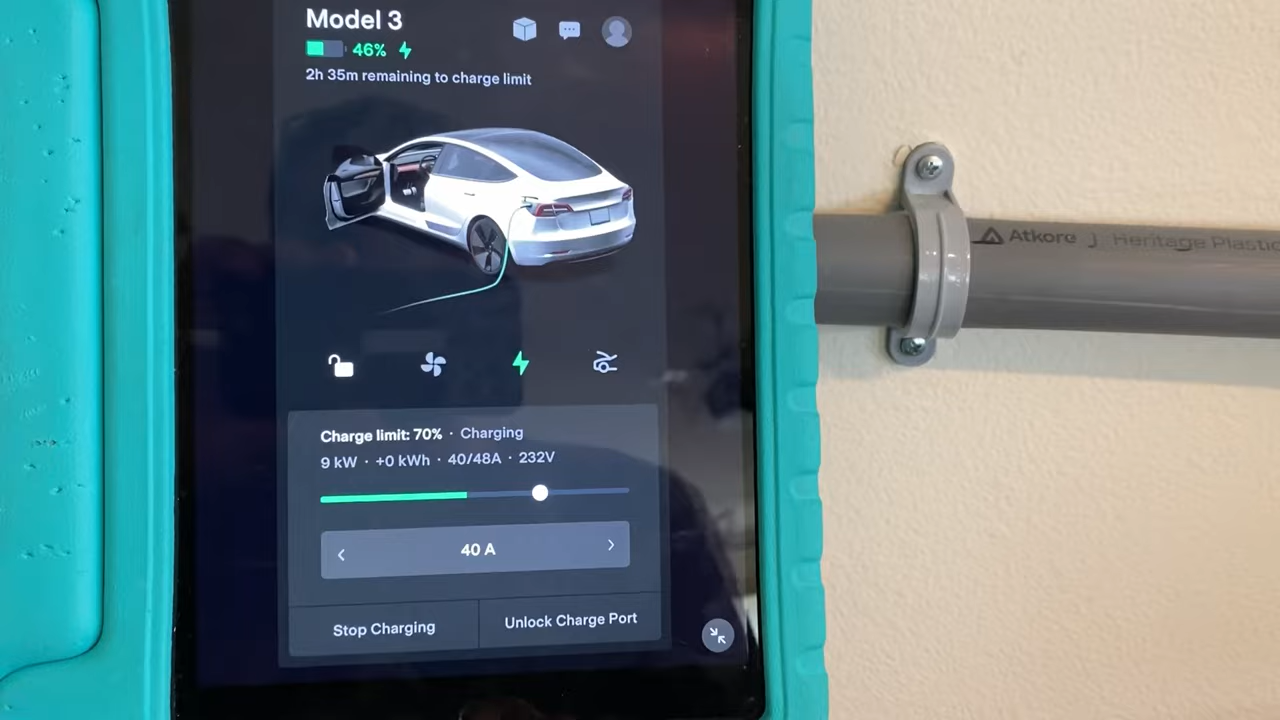 Model 3
46%
2h 35m remaining to charge limit
Charge limit: 70% · Charging
9 kW · +0 kWh · 40/48A · 232V
40 A
Stop Charging
Unlock Charge Port
Atkore
Heritage Plastic